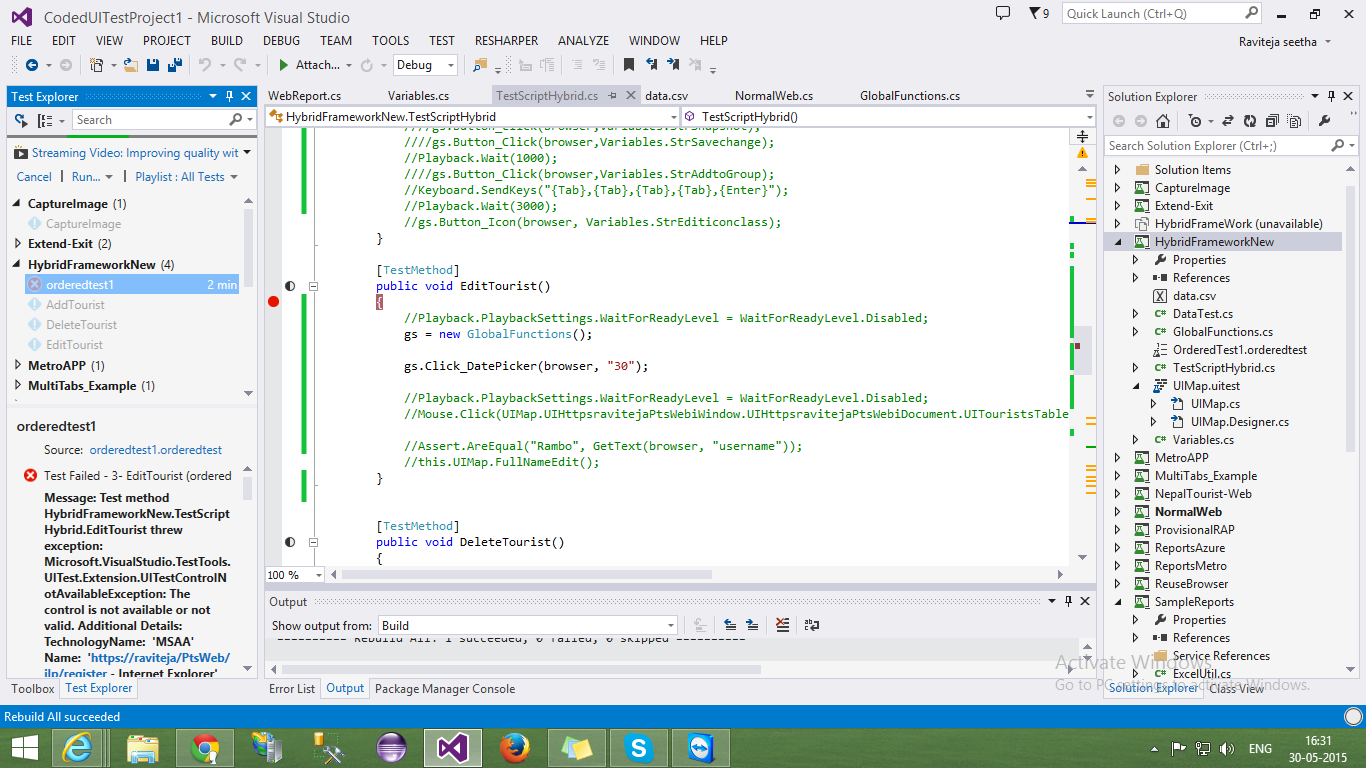 CodedUITestProject1 - Microsoft Visual Studio
9
Quick Launch (Ctrl+Q)
FILE EDIT VIEW PROJECT BUILD DEBUG TEAM TOOLS TEST RESHARPER ANALYZE WINDOW HELP
Raviteja seetha
Attach...
Debug
Test Explorer
Search
Streaming Video: Improving quality wit
Cancel | Run... | Playlist : All Tests
CaptureImage (1)
CaptureImage
Extend-Exit (2)
HybridFrameworkNew (4)
orderedtest1 2 min
AddTourist
DeleteTourist
EditTourist
MetroAPP (1)
MultiTabs_Example (1)
orderedtest1
Source: orderedtest1.orderedtest
Test Failed - 3- EditTourist (ordered
Message: Test method
HybridFrameworkNew.TestScript
Hybrid.EditTourist threw
exception:
Microsoft.VisualStudio.TestTools.
UITest.Extension.UITestControlN
otAvailableException: The
control is not available or not
valid. Additional Details:
TechnologyName: 'MSAA'
Name: 'https://raviteja/PtsWeb/
ilp/register - Internet Explorer'
Toolbox Test Explorer
WebReport.cs Variables.cs TestScriptHybrid.cs data.csv NormalWeb.cs GlobalFunctions.cs
HybridFrameworkNew.TestScriptHybrid
TestScriptHybrid()
////gs.Button_Click(browser,Variables.StrSnapShot);
////gs.Button_Click(browser,Variables.StrSavechange);
//Playback.Wait(1000);
////gs.Button_Click(browser,Variables.StrAddtoGroup);
//Keyboard.SendKeys("{Tab},{Tab},{Tab},{Tab},{Enter}");
//Playback.Wait(3000);
//gs.Button_Icon(browser, Variables.StrEditiconclass);
}
[TestMethod]
public void EditTourist()
{
//Playback.PlaybackSettings.WaitForReadyLevel = WaitForReadyLevel.Disabled;
gs = new GlobalFunctions();
gs.Click_DatePicker(browser, "30");
//Playback.PlaybackSettings.WaitForReadyLevel = WaitForReadyLevel.Disabled;
//Mouse.Click(UIMap.UIHttpsravitejaPtsWebiWindow.UIHttpsravitejaPtsWebiDocument.UITouristsTable
//Assert.AreEqual("Rambo", GetText(browser, "username"));
//this.UIMap.FullNameEdit();
}
[TestMethod]
public void DeleteTourist()
{
100 %
Output
Show output from: Build
========== Rebuild All: 1 succeeded, 0 failed, 0 skipped ==========
Error List Output Package Manager Console
Solution Explorer
Search Solution Explorer (Ctrl+;)
Solution Items
CaptureImage
Extend-Exit
HybridFrameWork (unavailable)
HybridFrameworkNew
Properties
References
data.csv
DataTest.cs
GlobalFunctions.cs
OrderedTest1.orderedtest
TestScriptHybrid.cs
UIMap.uitest
UIMap.cs
UIMap.Designer.cs
Variables.cs
MetroAPP
MultiTabs_Example
NepalTourist-Web
NormalWeb
ProvisionalRAP
ReportsAzure
ReportsMetro
ReuseBrowser
SampleReports
Properties
References
Service References
ExcelUtil.cs
Activate Windows
Go to PC settings to activate Windows.
Solution Explorer Class View
Rebuild All succeeded
ENG
16:31
30-05-2015